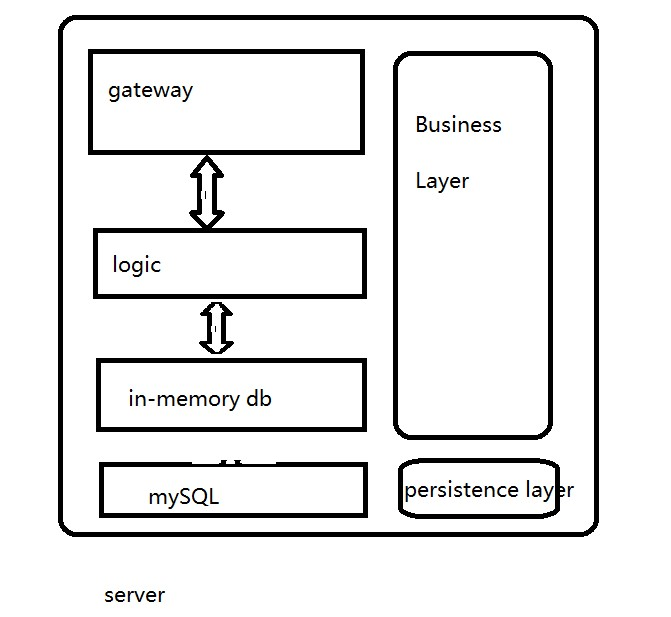 gateway
Business
Layer
logic
in-memory db
mySQL
persistence layer
server